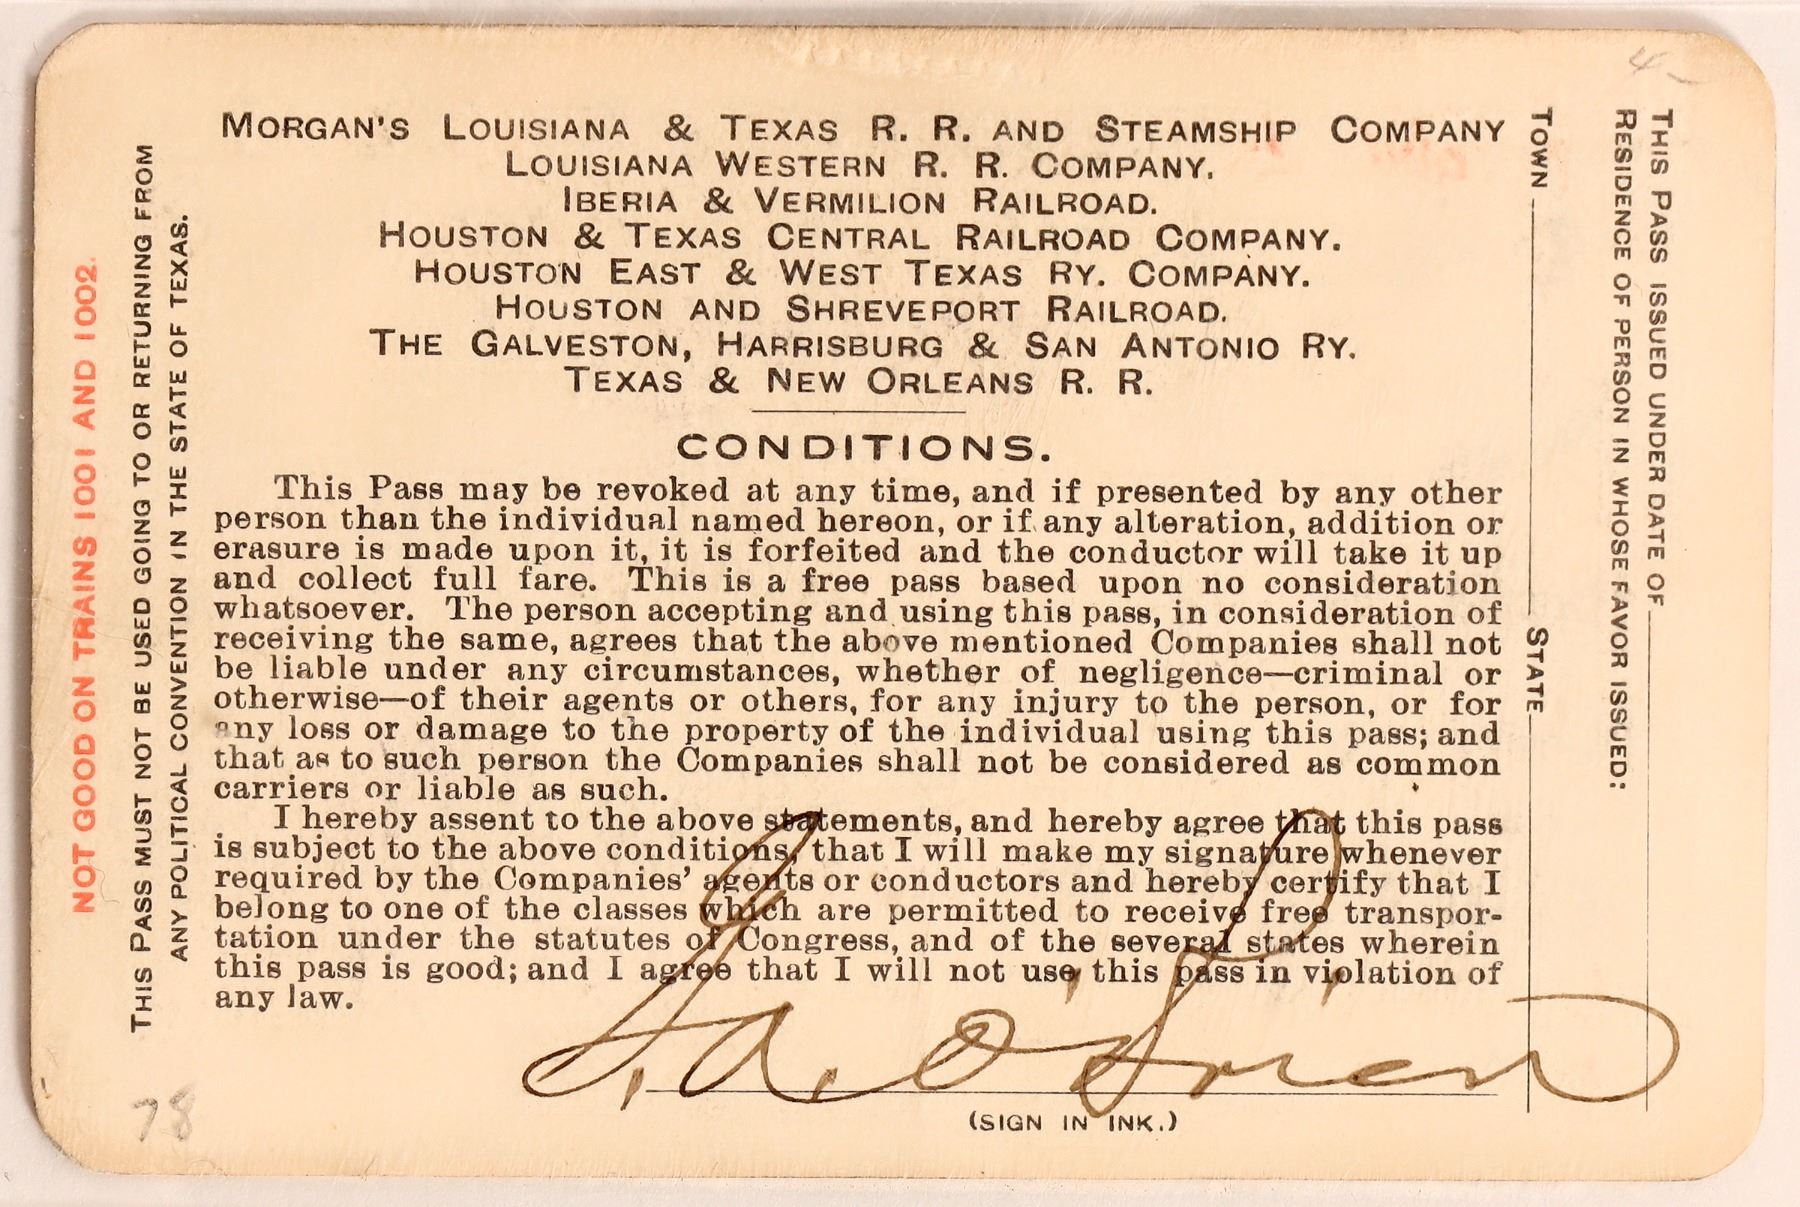 MORGAN'S LOUISIANA & TEXAS R. R. AND STEAMSHIP COMPANY
LOUISIANA WESTERN R. R. COMPANY.
IBERIA & VERMILION RAILROAD.
HOUSTON & TEXAS CENTRAL RAILROAD COMPANY.
HOUSTON EAST & WEST TEXAS RY. COMPANY.
HOUSTON AND SHREVEPORT RAILROAD.
THE GALVESTON, HARRISBURG & SAN ANTONIO RY.
TEXAS & NEW ORLEANS R. R.
CONDITIONS.
This Pass may be revoked at any time, and if presented by any other
person than the individual named hereon, or if any alteration, addition or
erasure is made upon it, it is forfeited and the conductor will take it up
and collect full fare. This is a free pass based upon no consideration
whatsoever. The person accepting and using this pass, in consideration of
receiving the same, agrees that the above mentioned Companies shall not
be liable under any circumstances, whether of negligence—criminal or
otherwise—of their agents or others, for any injury to the person, or for
any loss or damage to the property of the individual using this pass; and
that as to such person the Companies shall not be considered as common
carriers or liable as such.
I hereby assent to the above statements, and hereby agree that this pass
is subject to the above conditions, that I will make my signature whenever
required by the Companies' agents or conductors and hereby certify that I
belong to one of the classes which are permitted to receive free transpor-
tation under the statutes of Congress, and of the several states wherein
this pass is good; and I agree that I will not use this pass in violation of
any law.
(SIGN IN INK.)
NOT GOOD ON TRAINS 1001 AND 1002.
THIS PASS MUST NOT BE USED GOING TO OR RETURNING FROM
ANY POLITICAL CONVENTION IN THE STATE OF TEXAS.
THIS PASS ISSUED UNDER DATE OF
RESIDENCE OF PERSON IN WHOSE FAVOR ISSUED:
TOWN STATE
78
4-